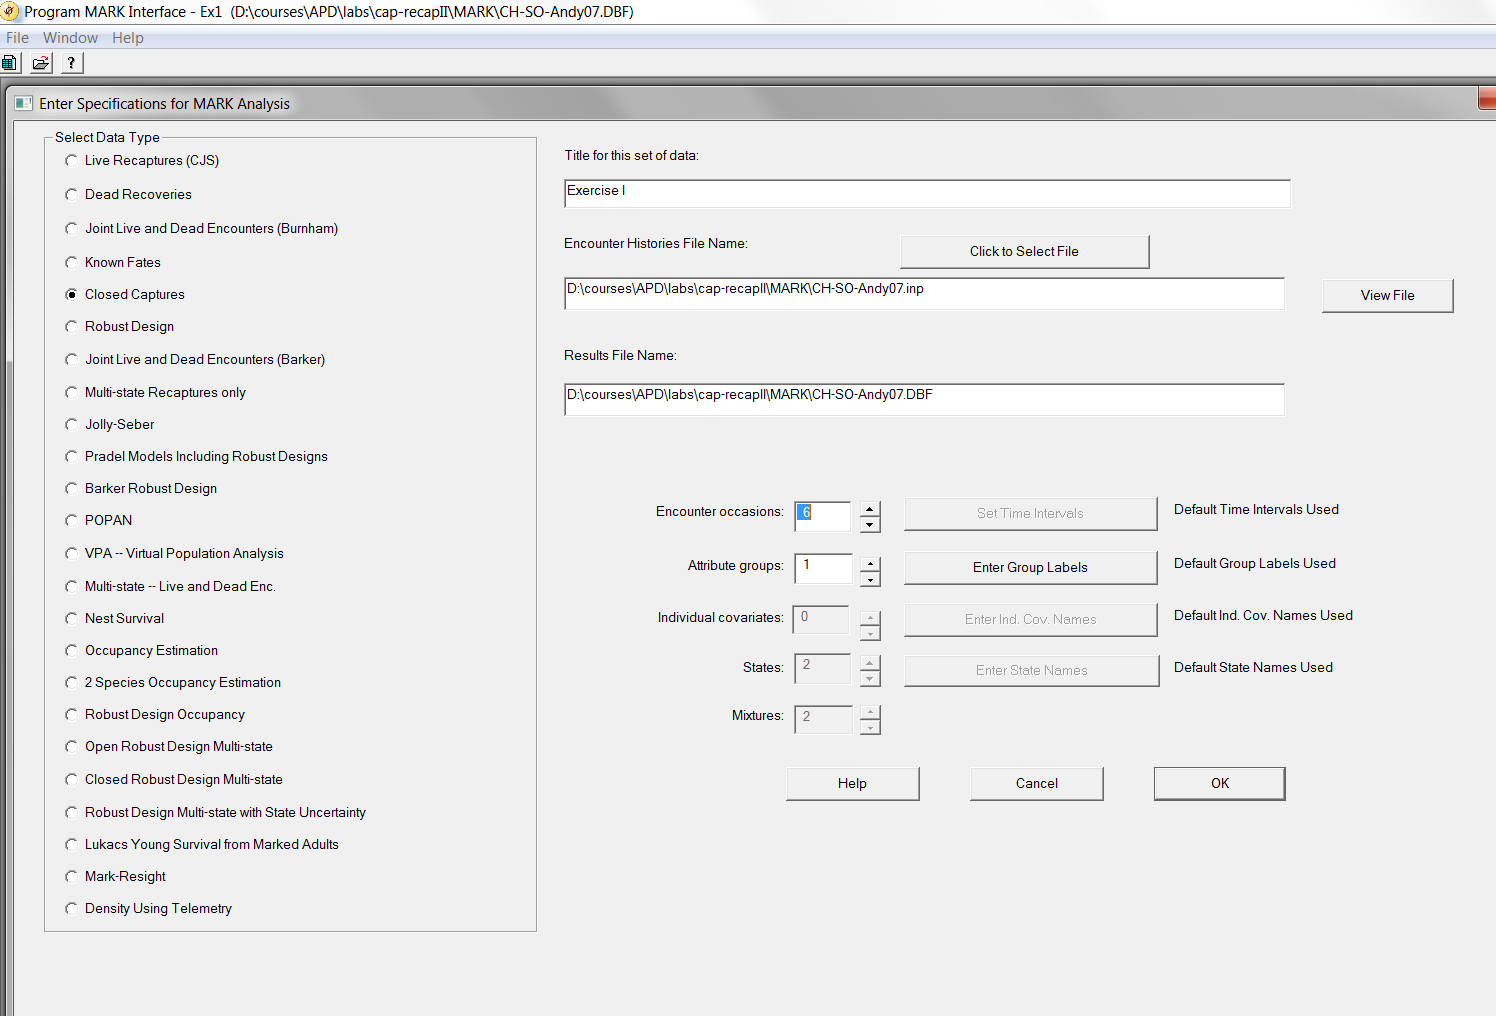 Program MARK Interface - Ex1  (D:\courses\APD\labs\cap-recapII\MARK\CH-SO-Andy07.DBF)
File Window Help
?
Enter Specifications for MARK Analysis
Select Data Type
Live Recaptures (CJS)
Dead Recoveries
Joint Live and Dead Encounters (Burnham)
Known Fates
Closed Captures
Robust Design
Joint Live and Dead Encounters (Barker)
Multi-state Recaptures only
Jolly-Seber
Pradel Models Including Robust Designs
Barker Robust Design
POPAN
VPA -- Virtual Population Analysis
Multi-state -- Live and Dead Enc.
Nest Survival
Occupancy Estimation
2 Species Occupancy Estimation
Robust Design Occupancy
Open Robust Design Multi-state
Closed Robust Design Multi-state
Robust Design Multi-state with State Uncertainty
Lukacs Young Survival from Marked Adults
Mark-Resight
Density Using Telemetry
Title for this set of data:
Exercise I
Encounter Histories File Name:
Click to Select File
D:\courses\APD\labs\cap-recapII\MARK\CH-SO-Andy07.inp
View File
Results File Name:
D:\courses\APD\labs\cap-recapII\MARK\CH-SO-Andy07.DBF
Encounter occasions: 6 Set Time Intervals Default Time Intervals Used
Attribute groups: 1 Enter Group Labels Default Group Labels Used
Individual covariates: 0 Enter Ind. Cov. Names Default Ind. Cov. Names Used
States: 2 Enter State Names Default State Names Used
Mixtures: 2
Help Cancel OK